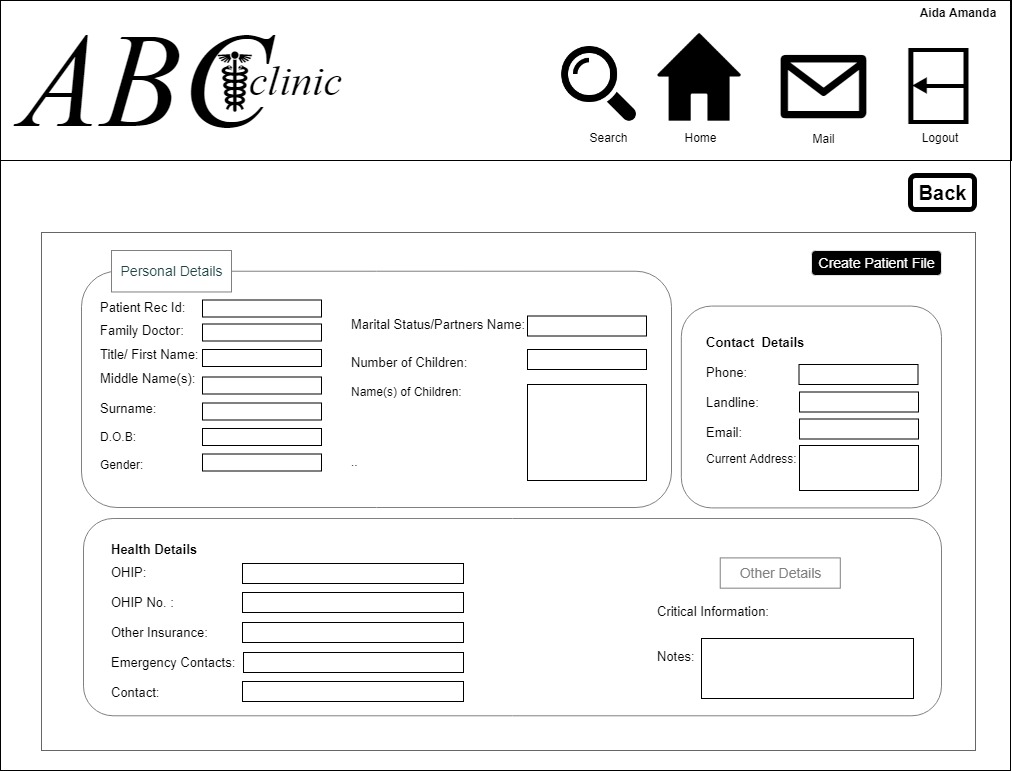 Aida Amanda
ABC clinic
Search
Home
Mail
Logout
Back
Create Patient File
Personal Details
Patient Rec Id:
Family Doctor:
Title/ First Name:
Middle Name(s):
Surname:
D.O.B:
Gender:
Marital Status/Partners Name:
Number of Children:
Name(s) of Children:
..
Contact Details
Phone:
Landline:
Email:
Current Address:
Health Details
OHIP:
OHIP No. :
Other Insurance:
Emergency Contacts:
Contact:
Other Details
Critical Information:
Notes: